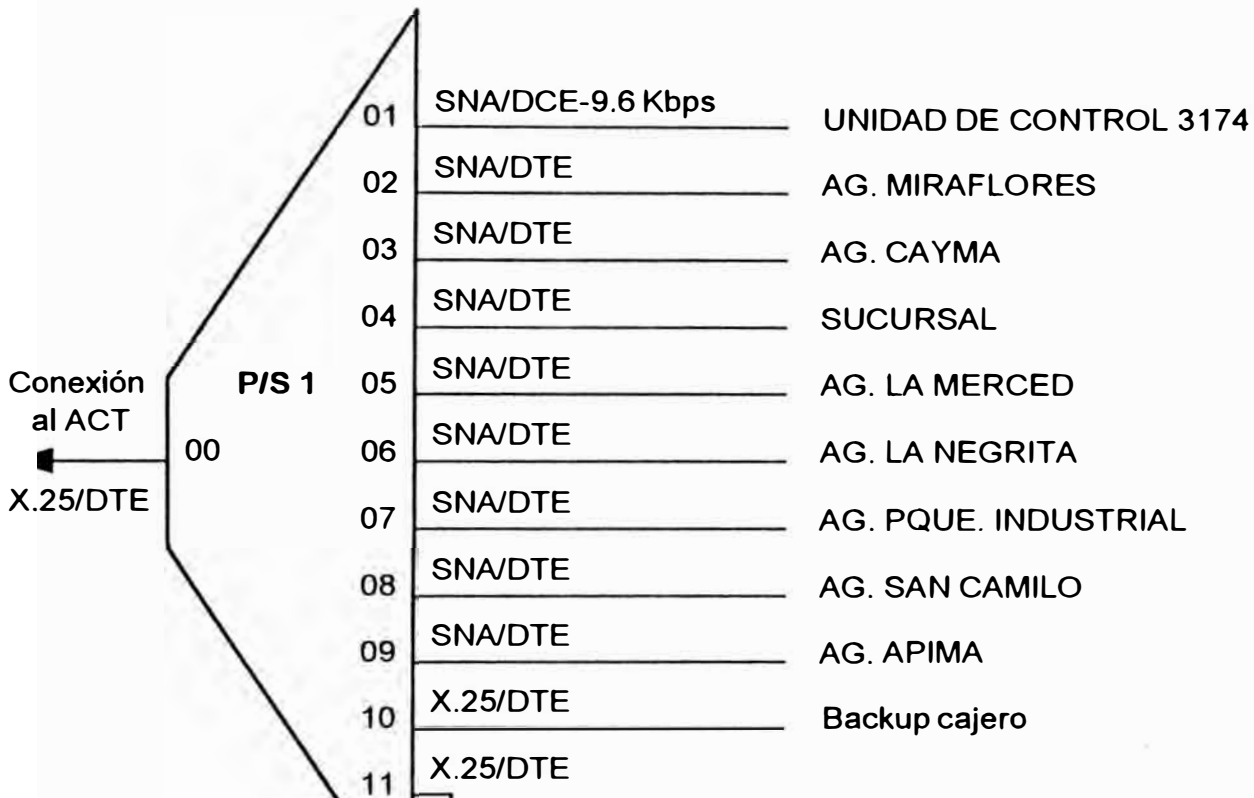 01 SNA/DCE-9.6 Kbps UNIDAD DE CONTROL 3174
02 SNA/DTE AG. MIRAFLORES
03 SNA/DTE AG. CAYMA
04 SNA/DTE SUCURSAL
Conexión
al ACT
X.25/DTE
00
P/S 1
05 SNA/DTE AG. LA MERCED
06 SNA/DTE AG. LA NEGRITA
07 SNA/DTE AG. PQUE. INDUSTRIAL
08 SNA/DTE AG. SAN CAMILO
09 SNA/DTE AG. APIMA
10 X.25/DTE Backup cajero
11 X.25/DTE